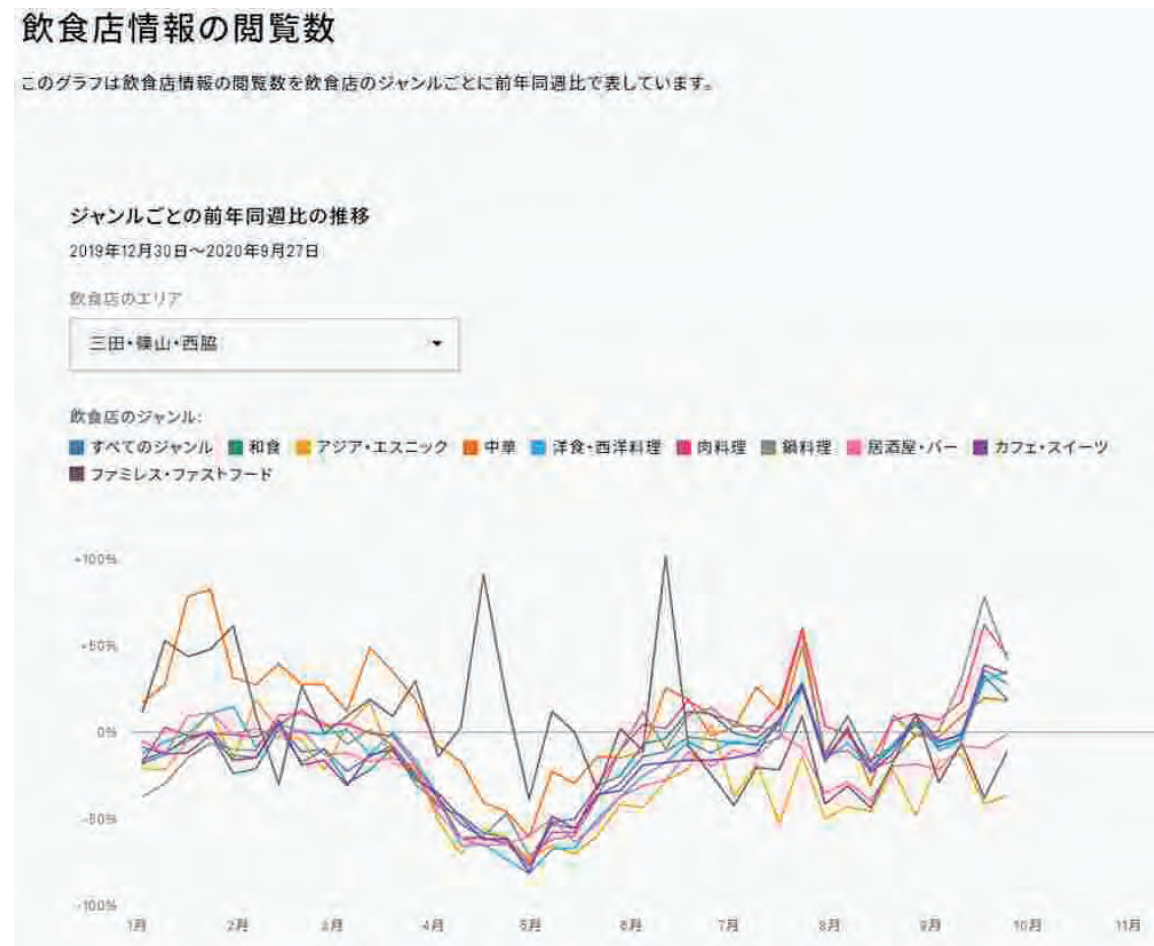 飲食店情報の閲覧数
このグラフは飲食店情報の閲覧数を飲食店のジャンルごとに前年同週比で表しています。
ジャンルごとの前年同週比の推移
2019年12月30日～2020年9月27日
飲食店のエリア
三田・篠山・西脇
飲食店のジャンル:
すべてのジャンル 和食 アジア・エスニック 中華 洋食・西洋料理 肉料理 鍋料理 居酒屋・バー カフェ・スイーツ
ファミレス・ファストフード
+100%
+50%
0%
-50%
-100%
1月 2月 3月 4月 5月 6月 7月 8月 9月 10月 11月